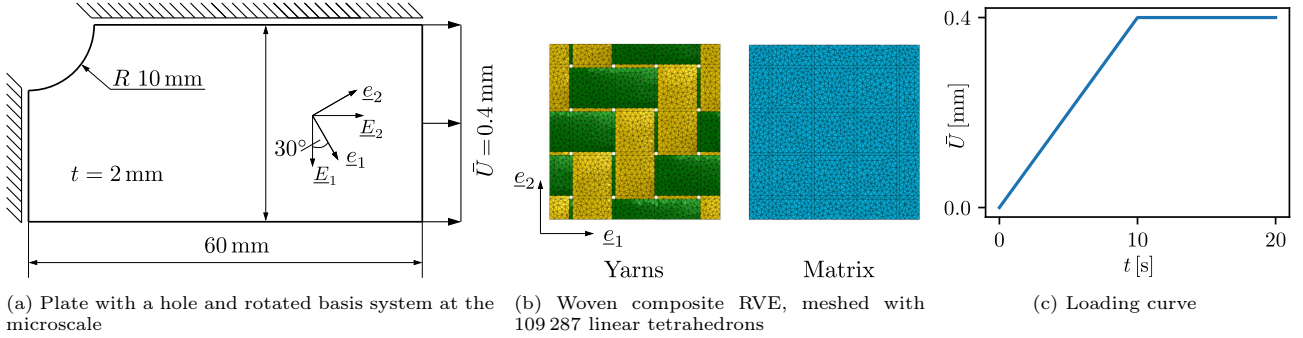 R 10 mm
e2
E2
30°
e1
E1
t = 2 mm
60 mm
Ū = 0.4 mm
(a) Plate with a hole and rotated basis system at the
microscale
e2
e1
Yarns
Matrix
(b) Woven composite RVE, meshed with
109 287 linear tetrahedrons
0.4
Ū [mm]
0.0
0
10
20
t [s]
(c) Loading curve